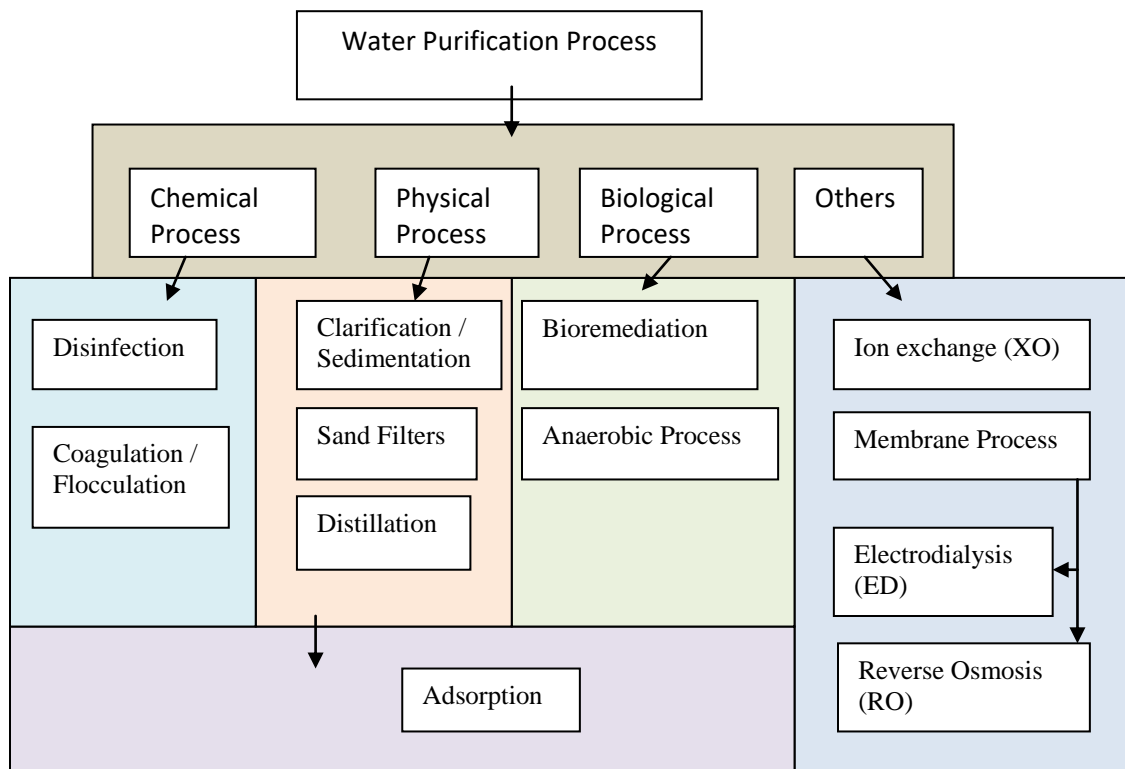 Water Purification Process
Chemical
Process
Physical
Process
Biological
Process
Others
Disinfection
Coagulation /
Flocculation
Clarification /
Sedimentation
Sand Filters
Distillation
Bioremediation
Anaerobic Process
Ion exchange (XO)
Membrane Process
Electrodialysis
(ED)
Reverse Osmosis
(RO)
Adsorption